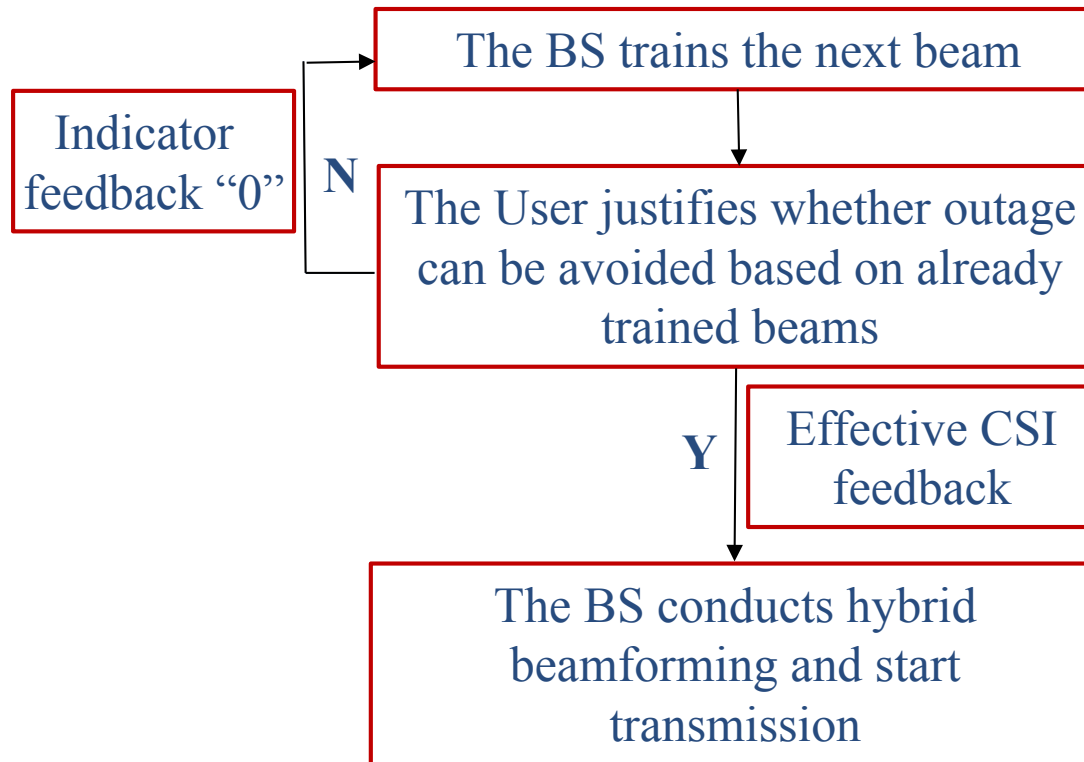 The BS trains the next beam
Indicator
feedback “0”
N
The User justifies whether outage
can be avoided based on already
trained beams
Y
Effective CSI
feedback
The BS conducts hybrid
beamforming and start
transmission